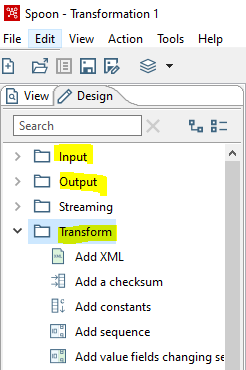 Spoon - Transformation 1
File Edit View Action Tools Hel
View Design
Search
Input
Output
Streaming
Transform
Add XML
Add a checksum
Add constants
Add sequence
Add value fields changing se